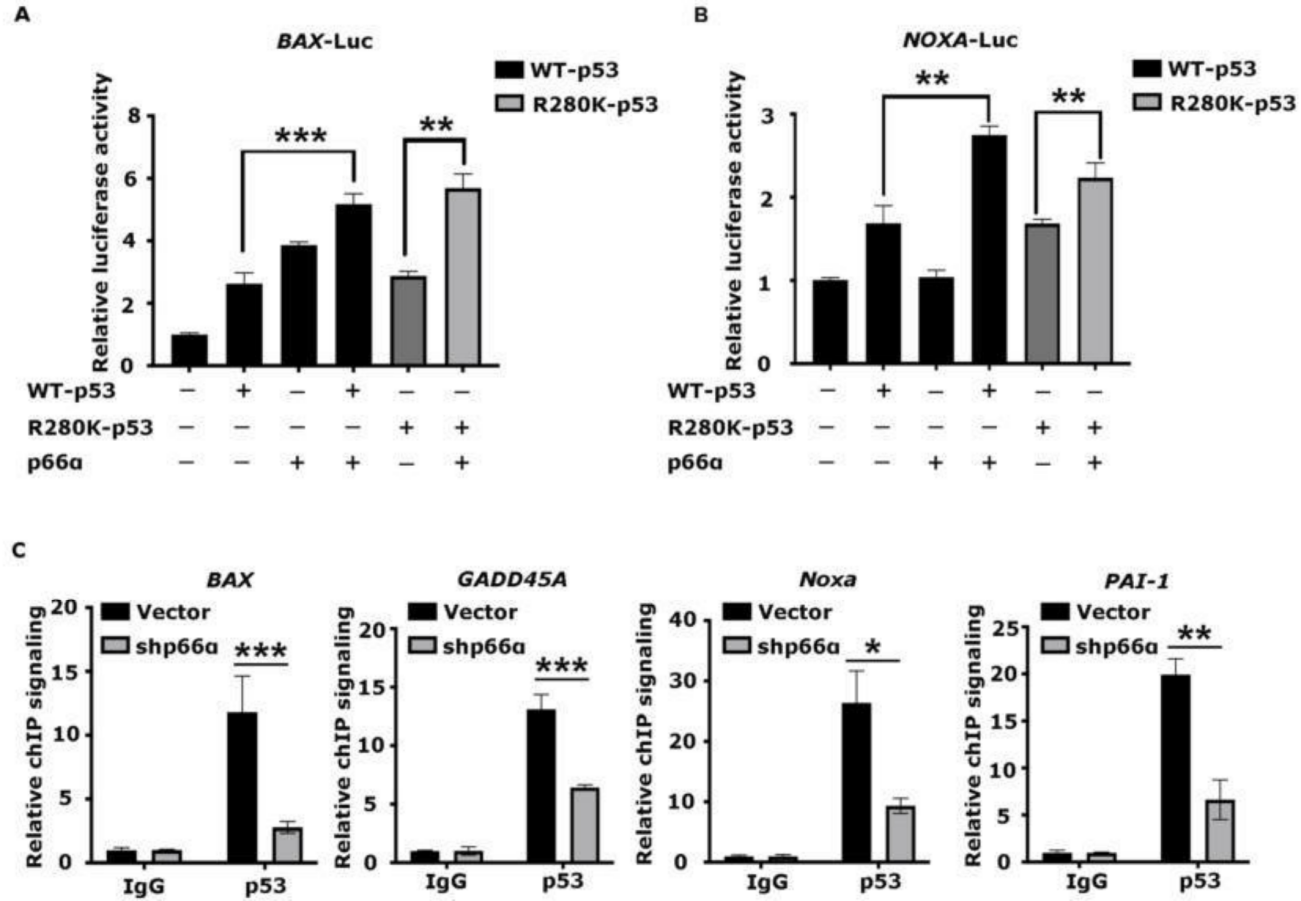 A
BAX-Luc
WT-p53
R280K-p53
Relative luciferase activity
8
6
4
2
0
*** **
WT-p53 − + − + − −
R280K-p53 − − − − + +
p66α − − + + − +
B
NOXA-Luc
WT-p53
R280K-p53
Relative luciferase activity
3
2
1
0
** **
WT-p53 − + − + − −
R280K-p53 − − − − + +
p66α − − + + − +
C
BAX
Vector
shp66α
Relative chIP signaling
20
15
10
5
0
***
IgG p53
GADD45A
Vector
shp66α
Relative chIP signaling
20
15
10
5
0
***
IgG p53
Noxa
Vector
shp66α
Relative chIP signaling
40
30
20
10
0
*
IgG p53
PAI-1
Vector
shp66α
Relative chIP signaling
25
20
15
10
5
0
**
IgG p53